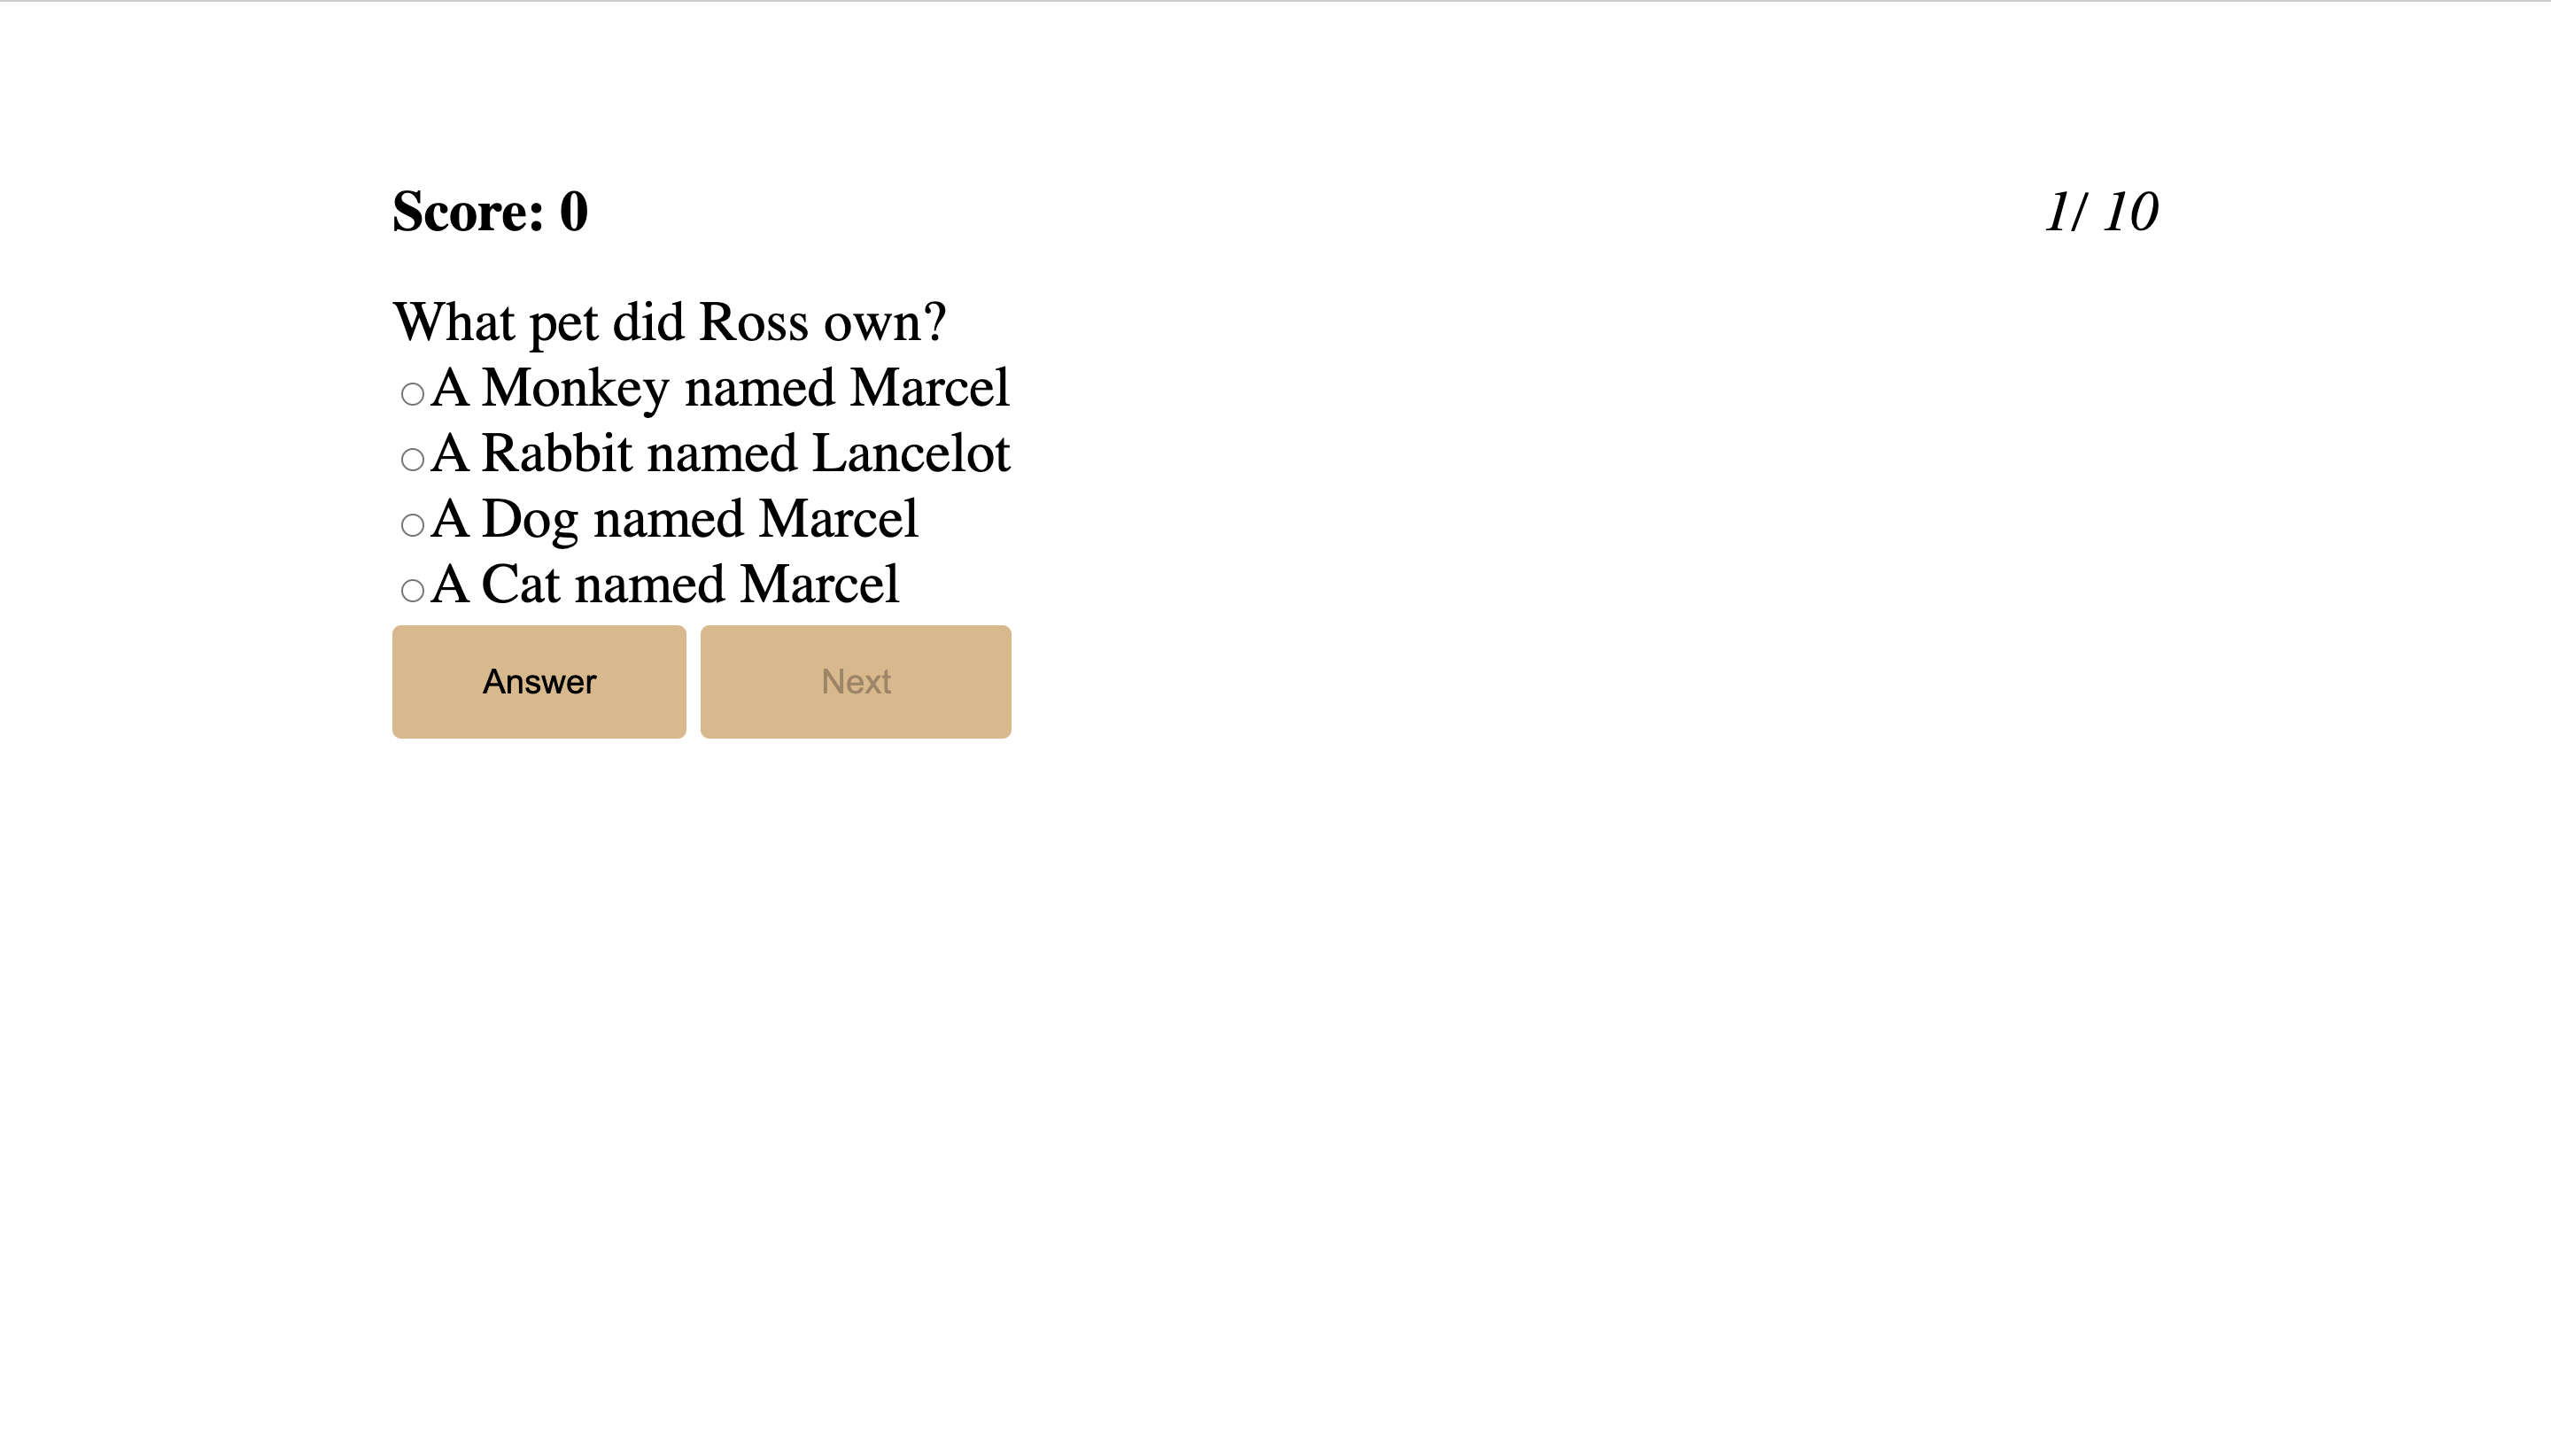 Score: 0
1/ 10
What pet did Ross own?
A Monkey named Marcel
A Rabbit named Lancelot
A Dog named Marcel
A Cat named Marcel
Answer
Next